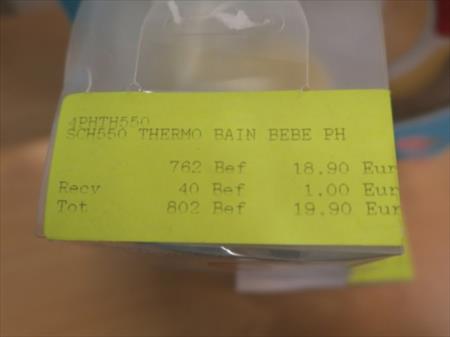 4PHTH550
SCH550 THERMO BAIN BEBE PH
762 Bef 18.90 Eur
Recy 40 Bef 1.00 Eur
Tot 802 Bef 19.90 Eur